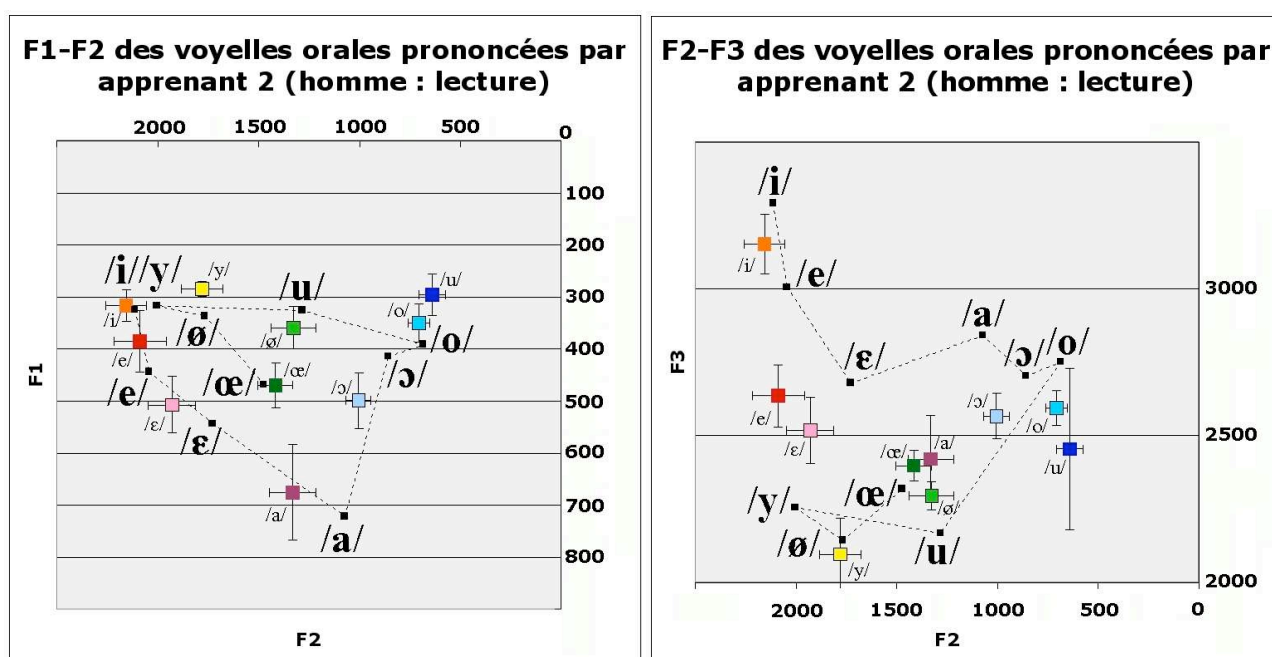 F1-F2 des voyelles orales prononcées par
apprenant 2 (homme : lecture)
2000 1500 1000 500 0
100
200
300
400
500
600
700
800
F1
F2
/i/ /y/ /y/ /u/ /u/
/i/ /ø/ /ø/ /o/ /o/
/e/ /e/ /œ/ /œ/ /ɔ/ /ɔ/
/ɛ/ /ɛ/
/a/ /a/
F2-F3 des voyelles orales prononcées par
apprenant 2 (homme : lecture)
/i/
/i/ /e/
3000
/a/
/ɛ/ /ɔ/ /o/
F3
/e/ /ɛ/ /ɔ/ /o/
2500
/œ/ /a/ /u/
/y/ /œ/ /ø/
/ø/ /y/ /u/
2000
2000 1500 1000 500 0
F2